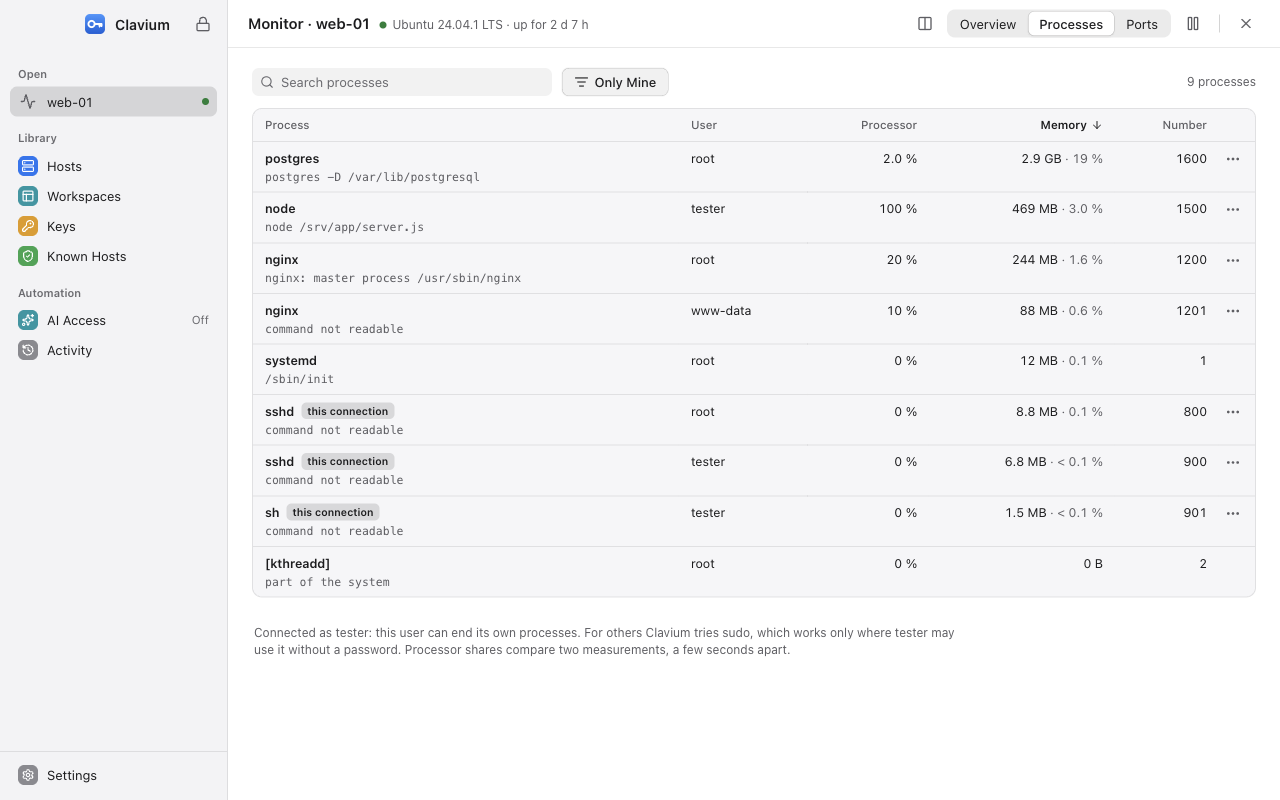 Clavium
Open
web-01
Library
Hosts
Workspaces
Keys
Known Hosts
Automation
AI Access Off
Activity
Settings
Monitor · web-01 Ubuntu 24.04.1 LTS · up for 2 d 7 h
Overview Processes Ports
Search processes Only Mine 9 processes
Process User Processor Memory ↓ Number
postgres root 2.0 % 2.9 GB · 19 % 1600
postgres -D /var/lib/postgresql
node tester 100 % 469 MB · 3.0 % 1500
node /srv/app/server.js
nginx root 20 % 244 MB · 1.6 % 1200
nginx: master process /usr/sbin/nginx
nginx www-data 10 % 88 MB · 0.6 % 1201
command not readable
systemd root 0 % 12 MB · 0.1 % 1
/sbin/init
sshd this connection root 0 % 8.8 MB · 0.1 % 800
command not readable
sshd this connection tester 0 % 6.8 MB · < 0.1 % 900
command not readable
sh this connection tester 0 % 1.5 MB · < 0.1 % 901
command not readable
[kthreadd] root 0 % 0 B 2
part of the system
Connected as tester: this user can end its own processes. For others Clavium tries sudo, which works only where tester may
use it without a password. Processor shares compare two measurements, a few seconds apart.